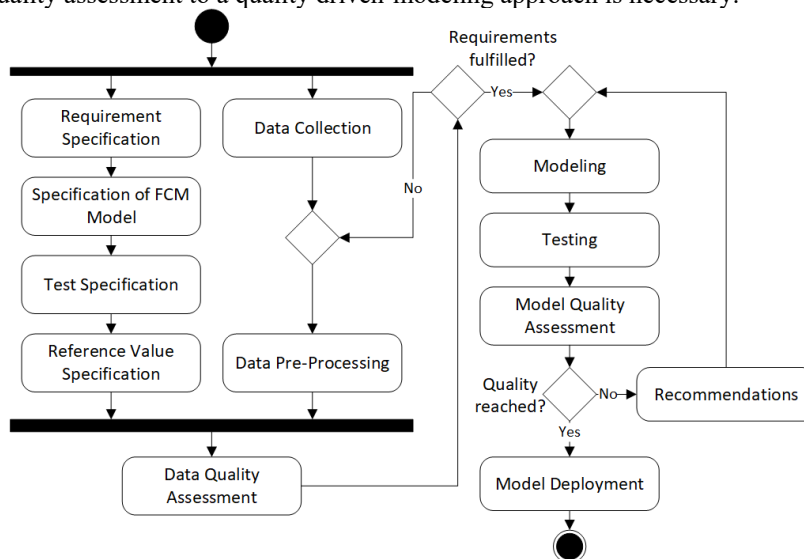 uality assessment to a quality driven-modeling approach is necessary.
Requirement
Specification
Specification of FCM
Model
Test Specification
Reference Value
Specification
Data Collection
Data Pre-Processing
Data Quality
Assessment
Requirements
fulfilled?
Yes
No
Modeling
Testing
Model Quality
Assessment
Quality
reached?
No
Recommendations
Yes
Model Deployment